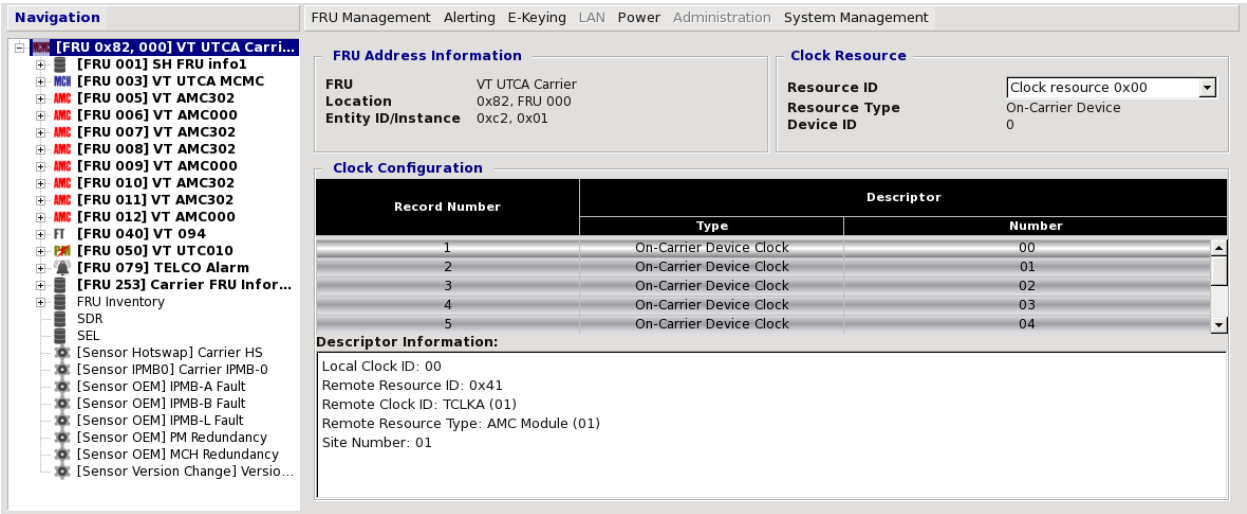 Navigation
FRU Management Alerting E-Keying LAN Power Administration System Management
MCMC [FRU 0x82, 000] VT UTCA Carri...
[FRU 001] SH FRU info1
MCH [FRU 003] VT UTCA MCMC
AMC [FRU 005] VT AMC302
AMC [FRU 006] VT AMC000
AMC [FRU 007] VT AMC302
AMC [FRU 008] VT AMC302
AMC [FRU 009] VT AMC000
AMC [FRU 010] VT AMC302
AMC [FRU 011] VT AMC302
AMC [FRU 012] VT AMC000
FT [FRU 040] VT 094
PM [FRU 050] VT UTC010
[FRU 079] TELCO Alarm
[FRU 253] Carrier FRU Infor...
FRU Inventory
SDR
SEL
[Sensor Hotswap] Carrier HS
[Sensor IPMB0] Carrier IPMB-0
[Sensor OEM] IPMB-A Fault
[Sensor OEM] IPMB-B Fault
[Sensor OEM] IPMB-L Fault
[Sensor OEM] PM Redundancy
[Sensor OEM] MCH Redundancy
[Sensor Version Change] Versio...
FRU Address Information
FRU VT UTCA Carrier
Location 0x82, FRU 000
Entity ID/Instance 0xc2, 0x01
Clock Resource
Resource ID Clock resource 0x00
Resource Type On-Carrier Device
Device ID 0
Clock Configuration
Record Number Descriptor
Type Number
1 On-Carrier Device Clock 00
2 On-Carrier Device Clock 01
3 On-Carrier Device Clock 02
4 On-Carrier Device Clock 03
5 On-Carrier Device Clock 04
Descriptor Information:
Local Clock ID: 00
Remote Resource ID: 0x41
Remote Clock ID: TCLKA (01)
Remote Resource Type: AMC Module (01)
Site Number: 01